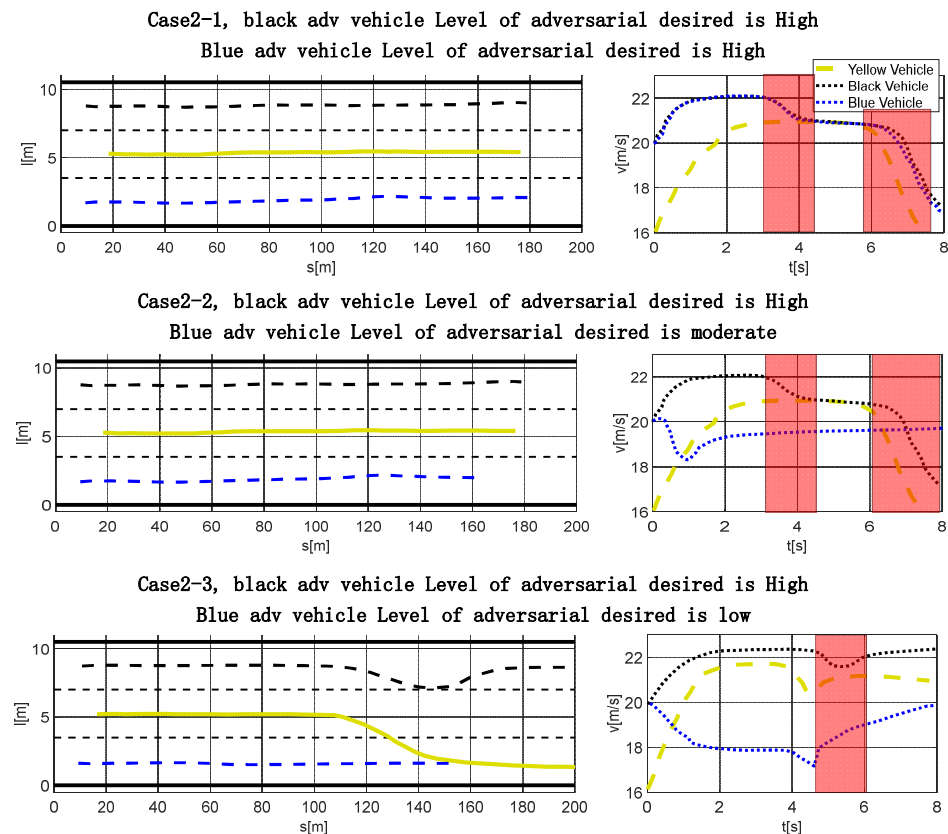 Case2-1, black adv vehicle Level of adversarial desired is High
Blue adv vehicle Level of adversarial desired is High
10
5
0
l[m]
0 20 40 60 80 100 120 140 160 180 200
s[m]
Yellow Vehicle
Black Vehicle
Blue Vehicle
22
20
18
16
v[m/s]
0 2 4 6 8
t[s]
Case2-2, black adv vehicle Level of adversarial desired is High
Blue adv vehicle Level of adversarial desired is moderate
10
5
0
l[m]
0 20 40 60 80 100 120 140 160 180 200
s[m]
22
20
18
16
v[m/s]
0 2 4 6 8
t[s]
Case2-3, black adv vehicle Level of adversarial desired is High
Blue adv vehicle Level of adversarial desired is low
10
5
0
l[m]
0 20 40 60 80 100 120 140 160 180 200
s[m]
22
20
18
16
v[m/s]
0 2 4 6 8
t[s]